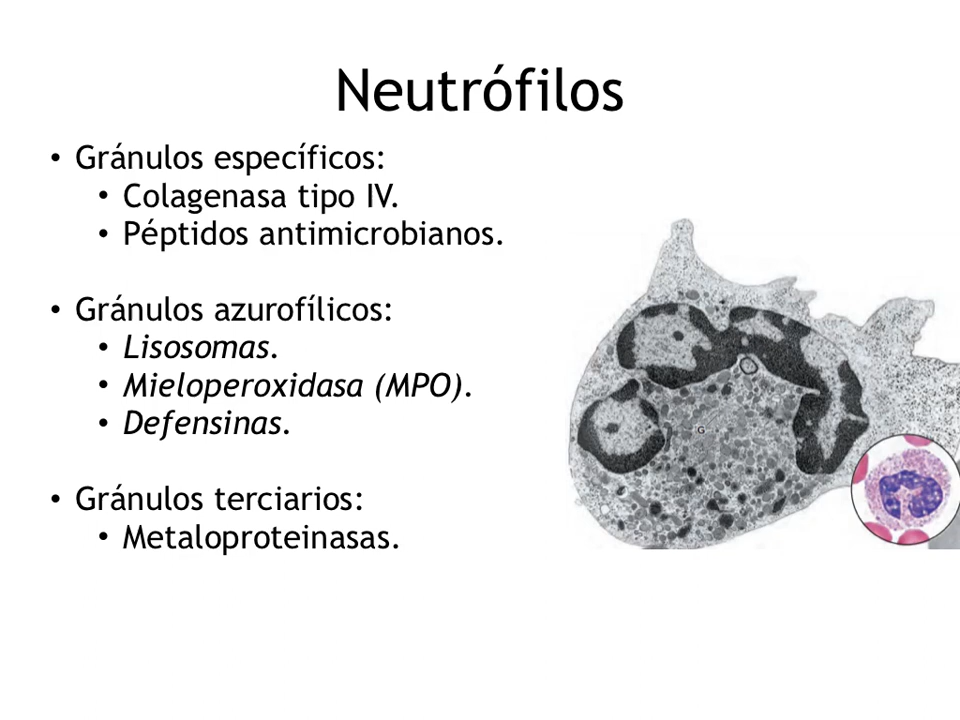 Neutrófilos
• Gránulos específicos:
• Colagenasa tipo IV.
• Péptidos antimicrobianos.
• Gránulos azurofílicos:
• Lisosomas.
• Mieloperoxidasa (MPO).
• Defensinas.
G
• Gránulos terciarios:
• Metaloproteinasas.